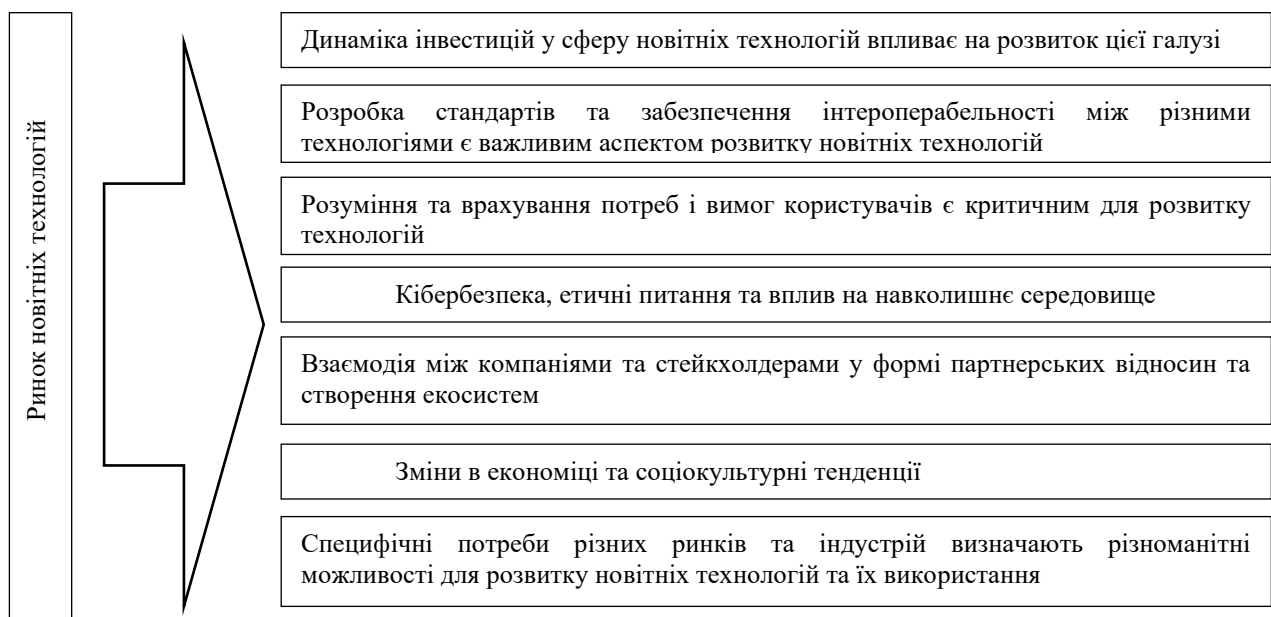 Ринок новітніх технологій
Динаміка інвестицій у сферу новітніх технологій впливає на розвиток цієї галузі
Розробка стандартів та забезпечення інтероперабельності між різними
технологіями є важливим аспектом розвитку новітніх технологій
Розуміння та врахування потреб і вимог користувачів є критичним для розвитку
технологій
Кібербезпека, етичні питання та вплив на навколишнє середовище
Взаємодія між компаніями та стейкхолдерами у формі партнерських відносин та
створення екосистем
Зміни в економіці та соціокультурні тенденції
Специфічні потреби різних ринків та індустрій визначають різноманітні
можливості для розвитку новітніх технологій та їх використання